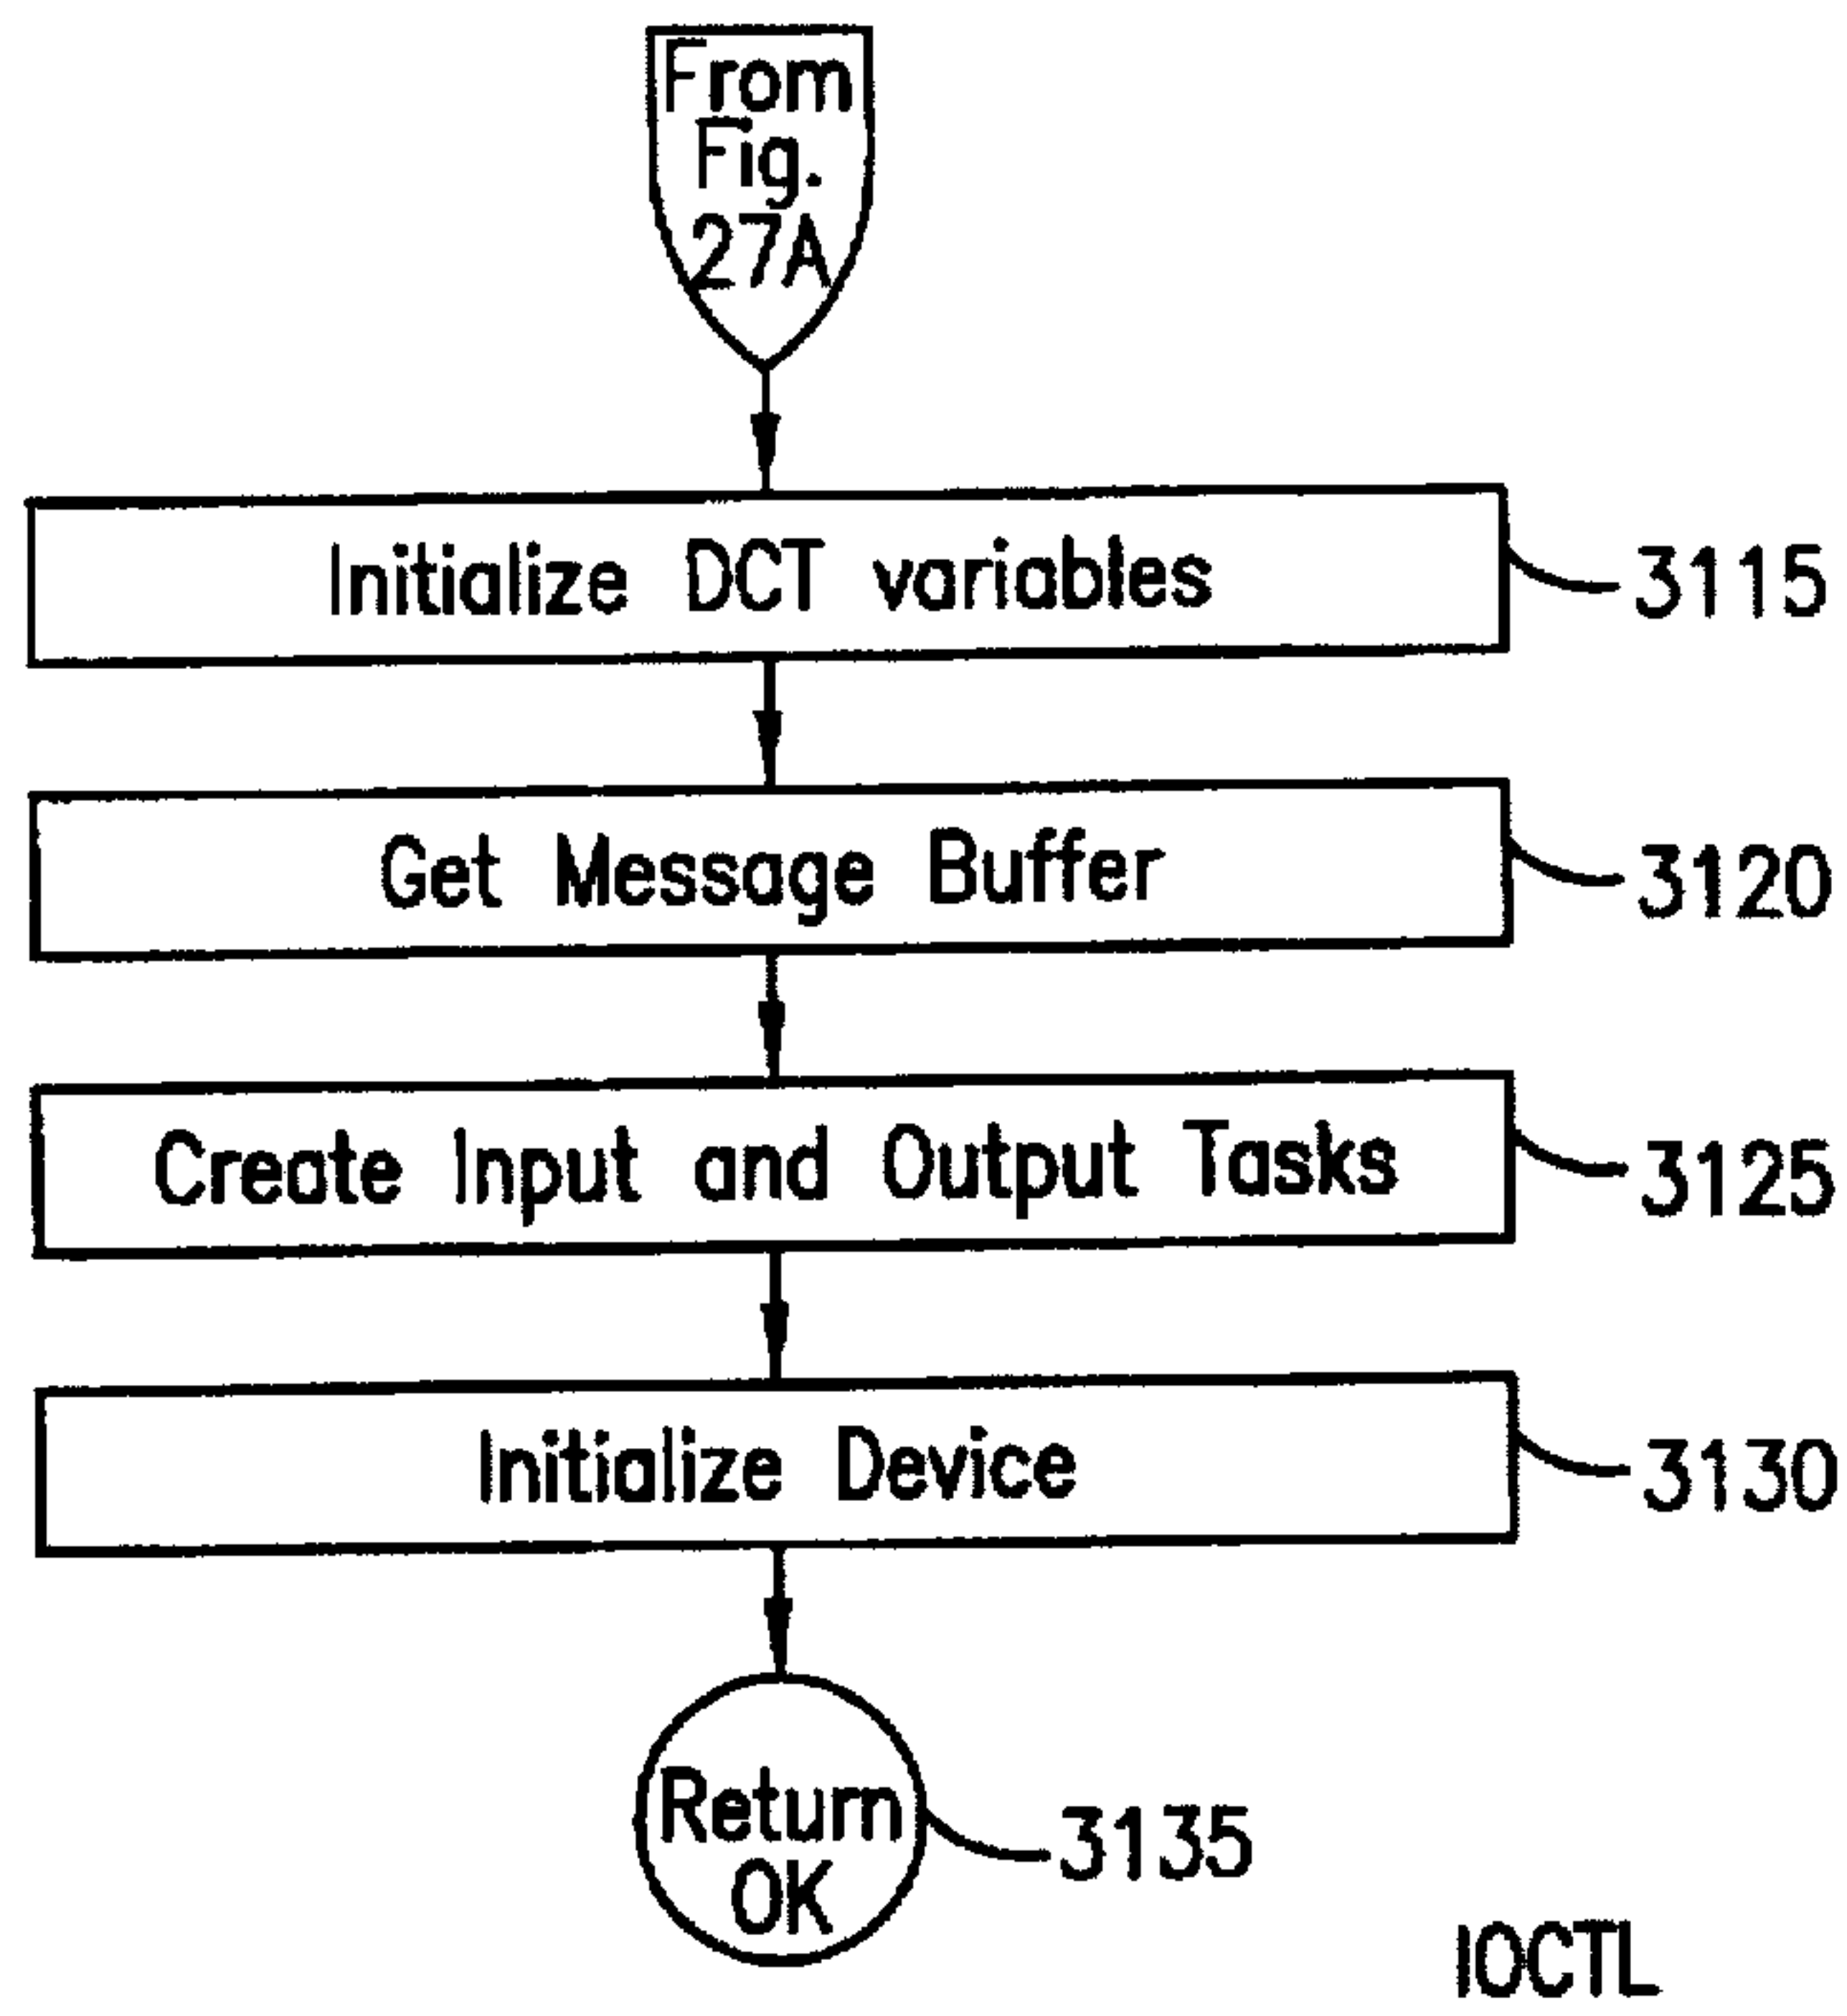 From
Fig.
27A
Initialize DCT variables
3115
Get Message Buffer
3120
Create Input and Output Tasks
3125
Initialize Device
3130
Return
OK
3135
IOCTL